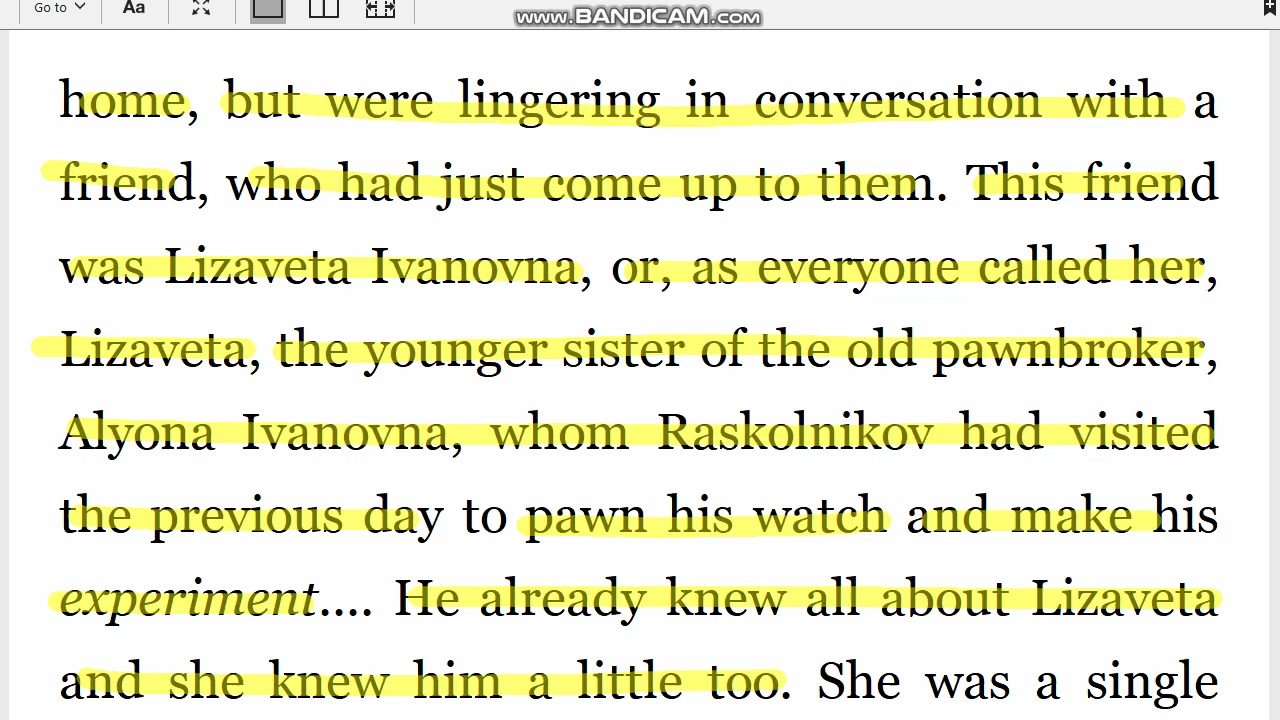 Go to Aa
www.BANDICAM.com
home, but were lingering in conversation with a
friend, who had just come up to them. This friend
was Lizaveta Ivanovna, or, as everyone called her,
Lizaveta, the younger sister of the old pawnbroker,
Alyona Ivanovna, whom Raskolnikov had visited
the previous day to pawn his watch and make his
experiment.... He already knew all about Lizaveta
and she knew him a little too. She was a single